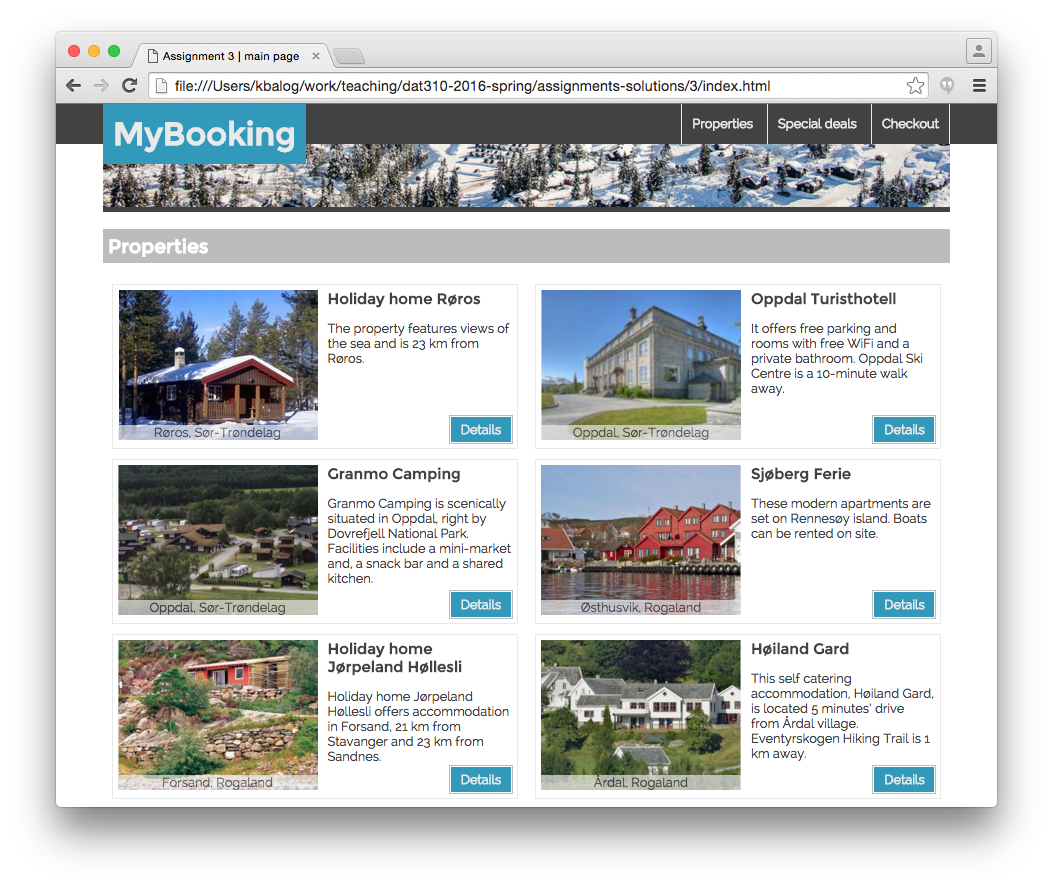 Assignment 3 | main page
file:///Users/kbalog/work/teaching/dat310-2016-spring/assignments-solutions/3/index.html
MyBooking
Properties
Special deals
Checkout
Properties
Holiday home Røros
The property features views of
the sea and is 23 km from
Røros.
Røros, Sør-Trøndelag
Details
Oppdal Turisthotell
It offers free parking and
rooms with free WiFi and a
private bathroom. Oppdal Ski
Centre is a 10-minute walk
away.
Oppdal, Sør-Trøndelag
Details
Granmo Camping
Granmo Camping is scenically
situated in Oppdal, right by
Dovrefjell National Park.
Facilities include a mini-market
and, a snack bar and a shared
kitchen.
Oppdal, Sør-Trøndelag
Details
Sjøberg Ferie
These modern apartments are
set on Rennesøy island. Boats
can be rented on site.
Østhusvik, Rogaland
Details
Holiday home
Jørpeland Høllesli
Holiday home Jørpeland
Høllesli offers accommodation
in Forsand, 21 km from
Stavanger and 23 km from
Sandnes.
Forsand, Rogaland
Details
Høiland Gard
This self catering
accommodation, Høiland Gard,
is located 5 minutes' drive
from Årdal village.
Eventyrskogen Hiking Trail is 1
km away.
Årdal, Rogaland
Details